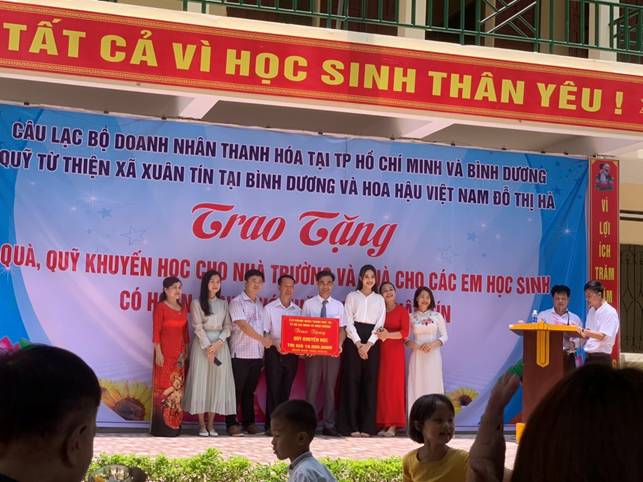 TẤT CẢ VÌ HỌC SINH THÂN YÊU !
CÂU LẠC BỘ DOANH NHÂN THANH HÓA TẠI TP HỒ CHÍ MINH VÀ BÌNH DƯƠNG
QUỸ TỪ THIỆN XÃ XUÂN TÍN TẠI BÌNH DƯƠNG VÀ HOA HẬU VIỆT NAM ĐỖ THỊ HÀ
Trao Tặng
QUÀ, QUỸ KHUYẾN HỌC CHO NHÀ TRƯỜNG VÀ QUÀ CHO CÁC EM HỌC SINH
CÓ
Trao Tặng
QUỸ KHUYẾN HỌC
VÌ
LỢI
ÍCH
TRĂM